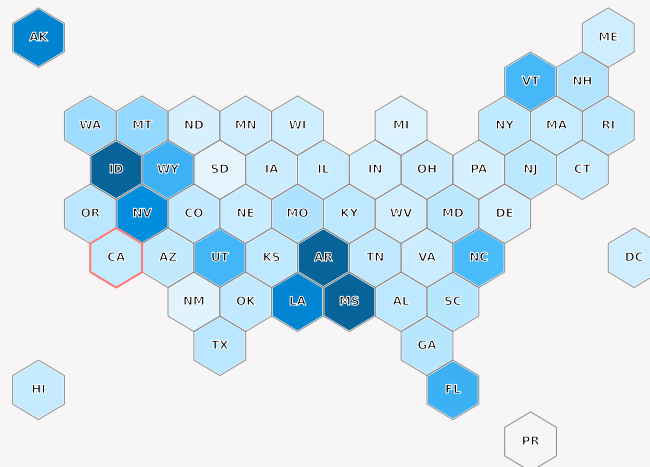 AK
ME
VT NH
WA MT ND MN WI MI NY MA RI
ID WY SD IA IL IN OH PA NJ CT
OR NV CO NE MO KY WV MD DE
CA AZ UT KS AR TN VA NC DC
NM OK LA MS AL SC
TX GA
HI FL
PR